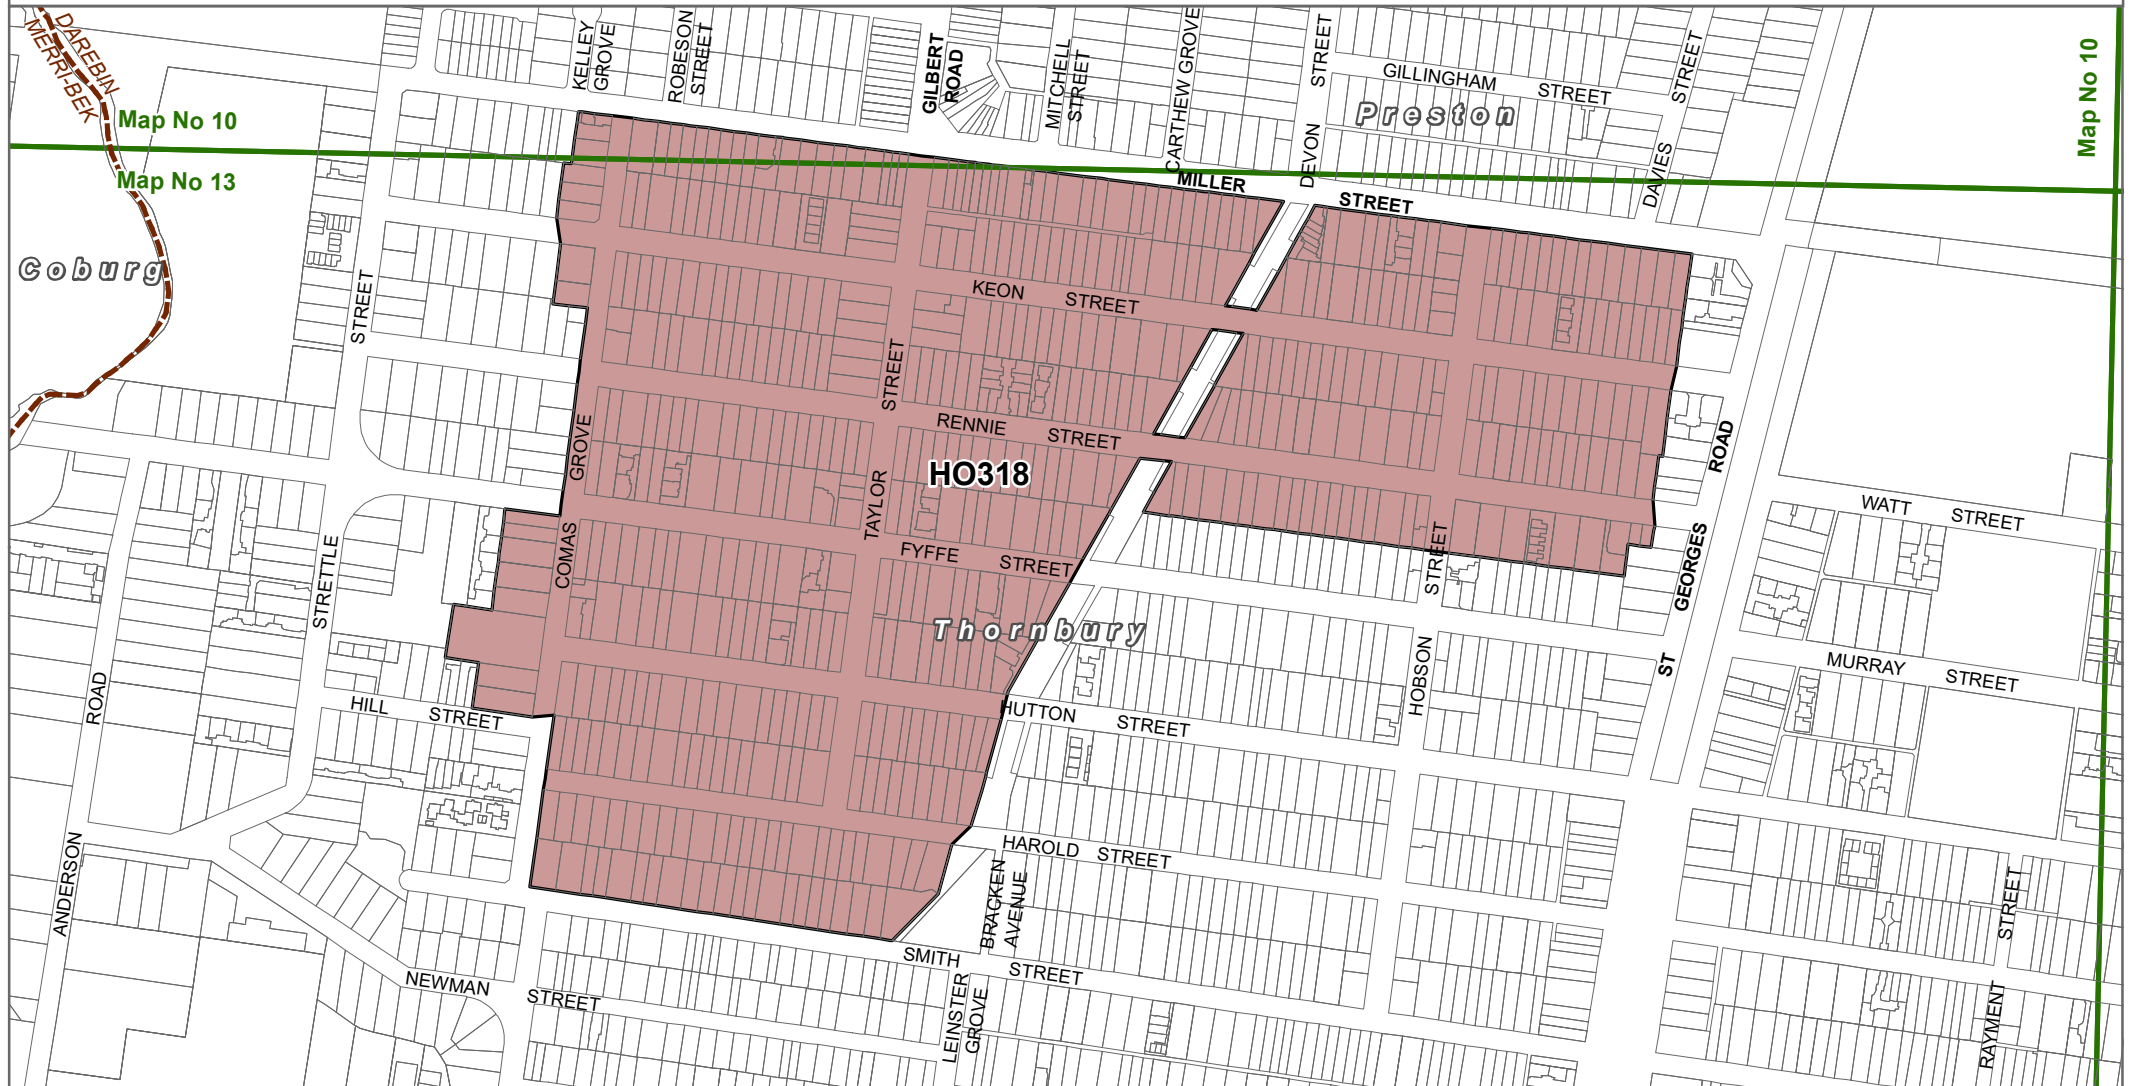 DAREBIN
MERRI-BEK
KELLEY
GROVE
ROBESON
STREET
GILBERT
ROAD
MITCHELL
STREET
CARTHEW GROVE
DEVON STREET
GILLINGHAM STREET
DAVIES STREET
Preston
Map No 10
Map No 10
Map No 13
Coburg
MILLER STREET
STRETTLE STREET
KEON STREET
TAYLOR STREET
RENNIE STREET
COMAS GROVE
HO318
FYFFE STREET
Thornbury
HOBSON STREET
ST GEORGES ROAD
WATT STREET
MURRAY STREET
HILL STREET
HUTTON STREET
ANDERSON ROAD
HAROLD STREET
BRACKEN
AVENUE
SMITH STREET
NEWMAN STREET
LEINSTER
GROVE
RAYMENT STREET